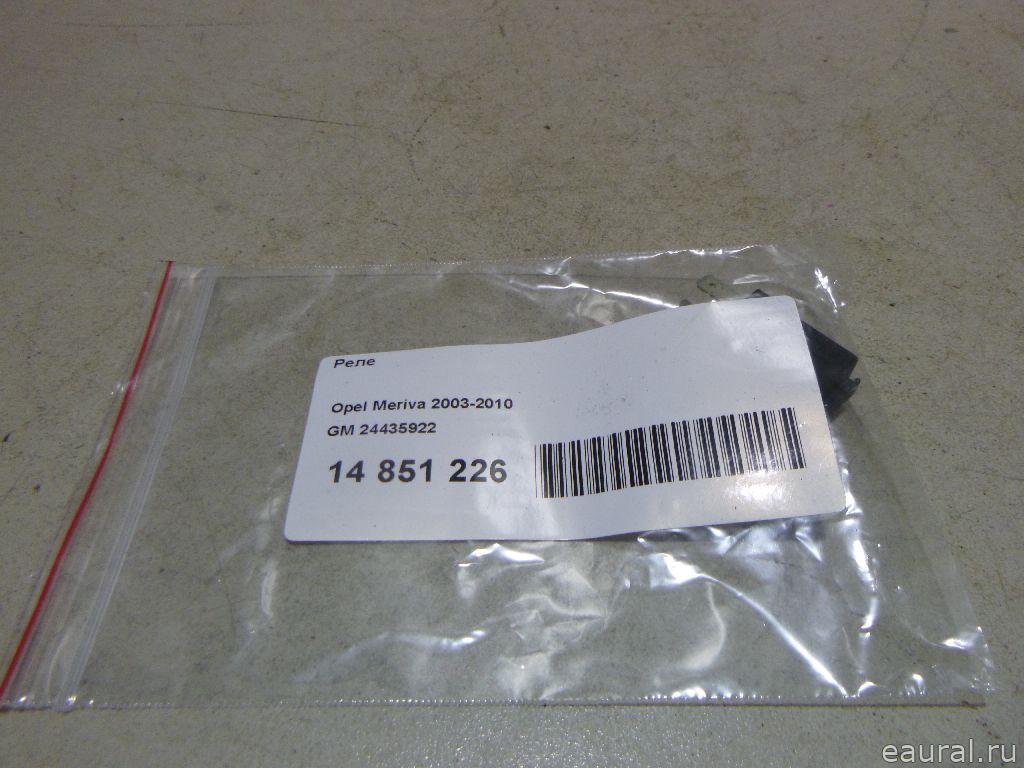 Реле
Opel Meriva 2003-2010
GM 24435922
14 851 226
eaural.ru